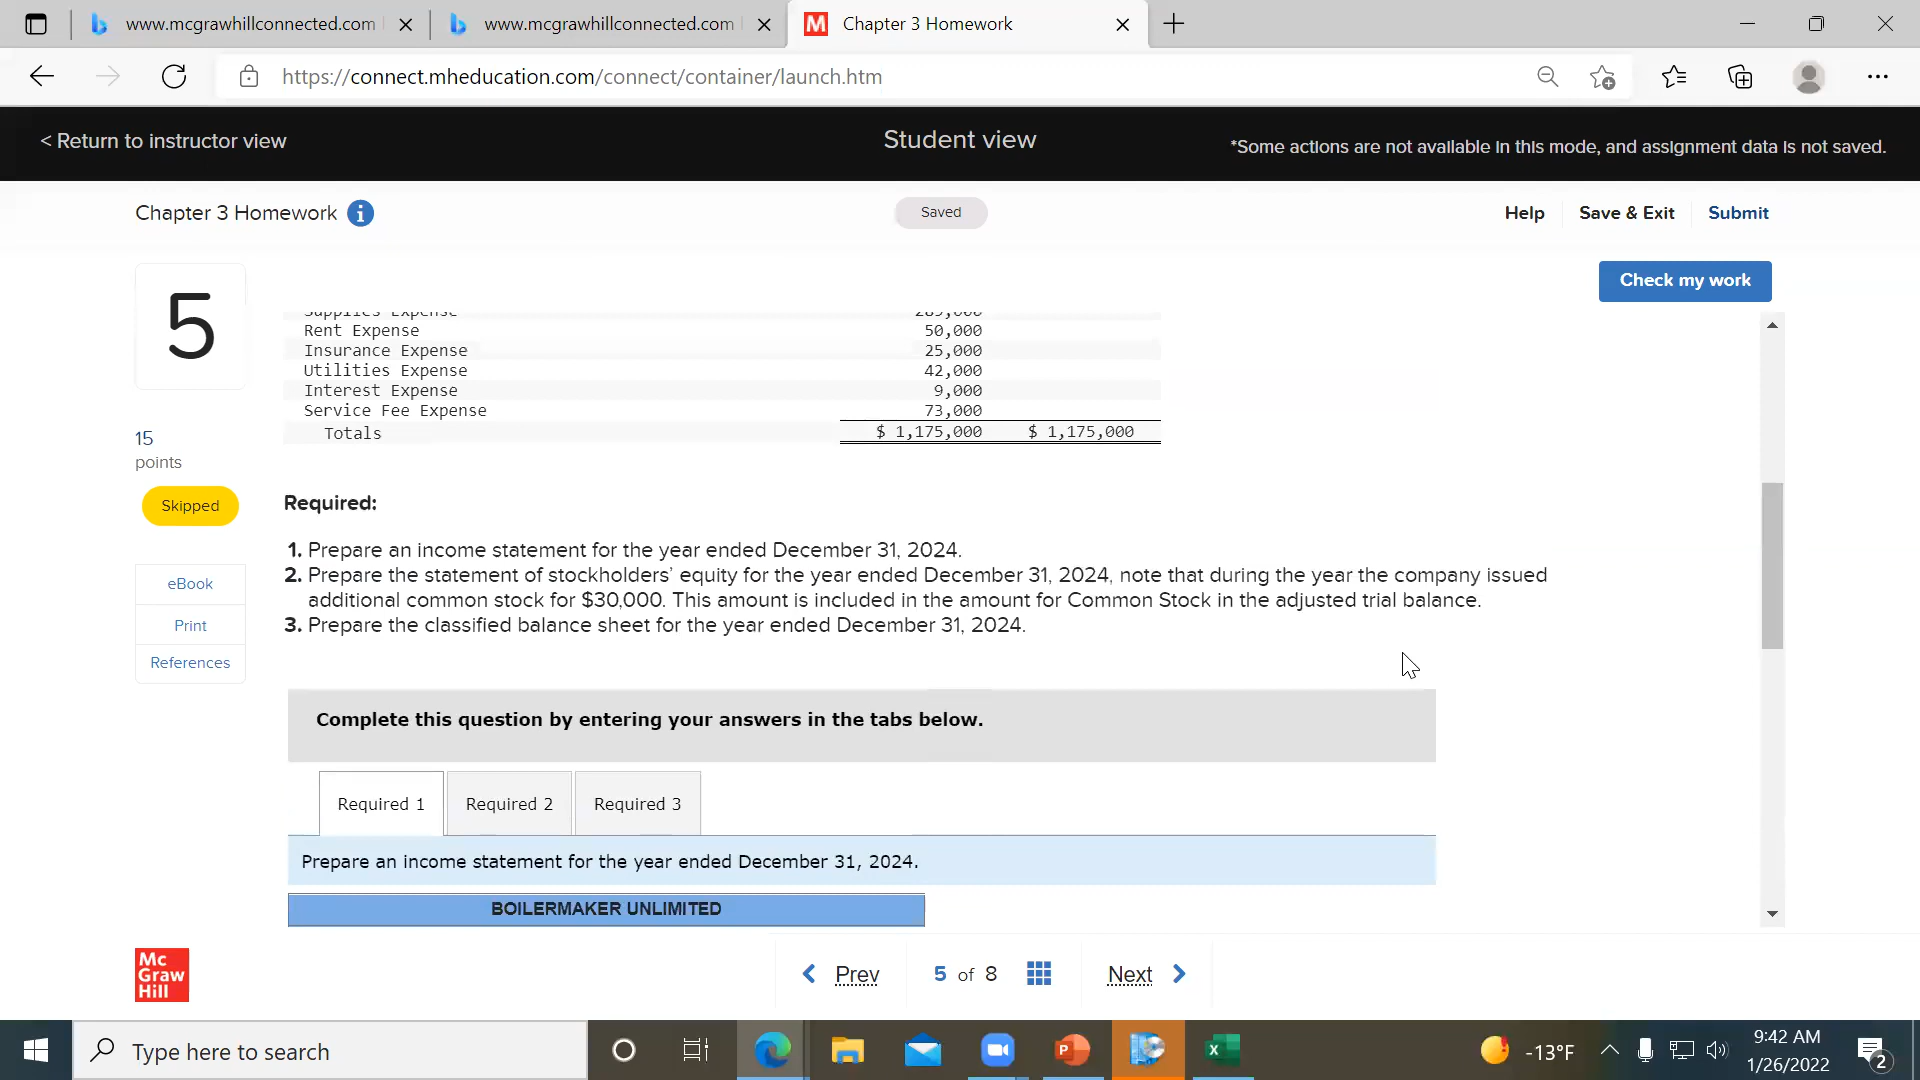 www.mcgrawhillconnected.com
www.mcgrawhillconnected.com
M
Chapter 3 Homework
https://connect.mheducation.com/connect/container/launch.htm
< Return to instructor view
Student view
*Some actions are not available in this mode, and assignment data is not saved.
Chapter 3 Homework
i
Saved
Help
Save & Exit
Submit
5
Check my work
Supplies Expense
Rent Expense 50,000
Insurance Expense 25,000
Utilities Expense 42,000
Interest Expense 9,000
Service Fee Expense 73,000
Totals $ 1,175,000 $ 1,175,000
15
points
Skipped
eBook
Print
References
Required:
1. Prepare an income statement for the year ended December 31, 2024.
2. Prepare the statement of stockholders' equity for the year ended December 31, 2024, note that during the year the company issued
additional common stock for $30,000. This amount is included in the amount for Common Stock in the adjusted trial balance.
3. Prepare the classified balance sheet for the year ended December 31, 2024.
Complete this question by entering your answers in the tabs below.
Required 1
Required 2
Required 3
Prepare an income statement for the year ended December 31, 2024.
BOILERMAKER UNLIMITED
Mc
Graw
Hill
Prev
5 of 8
Next
Type here to search
P
X
-13°F
9:42 AM
1/26/2022
2